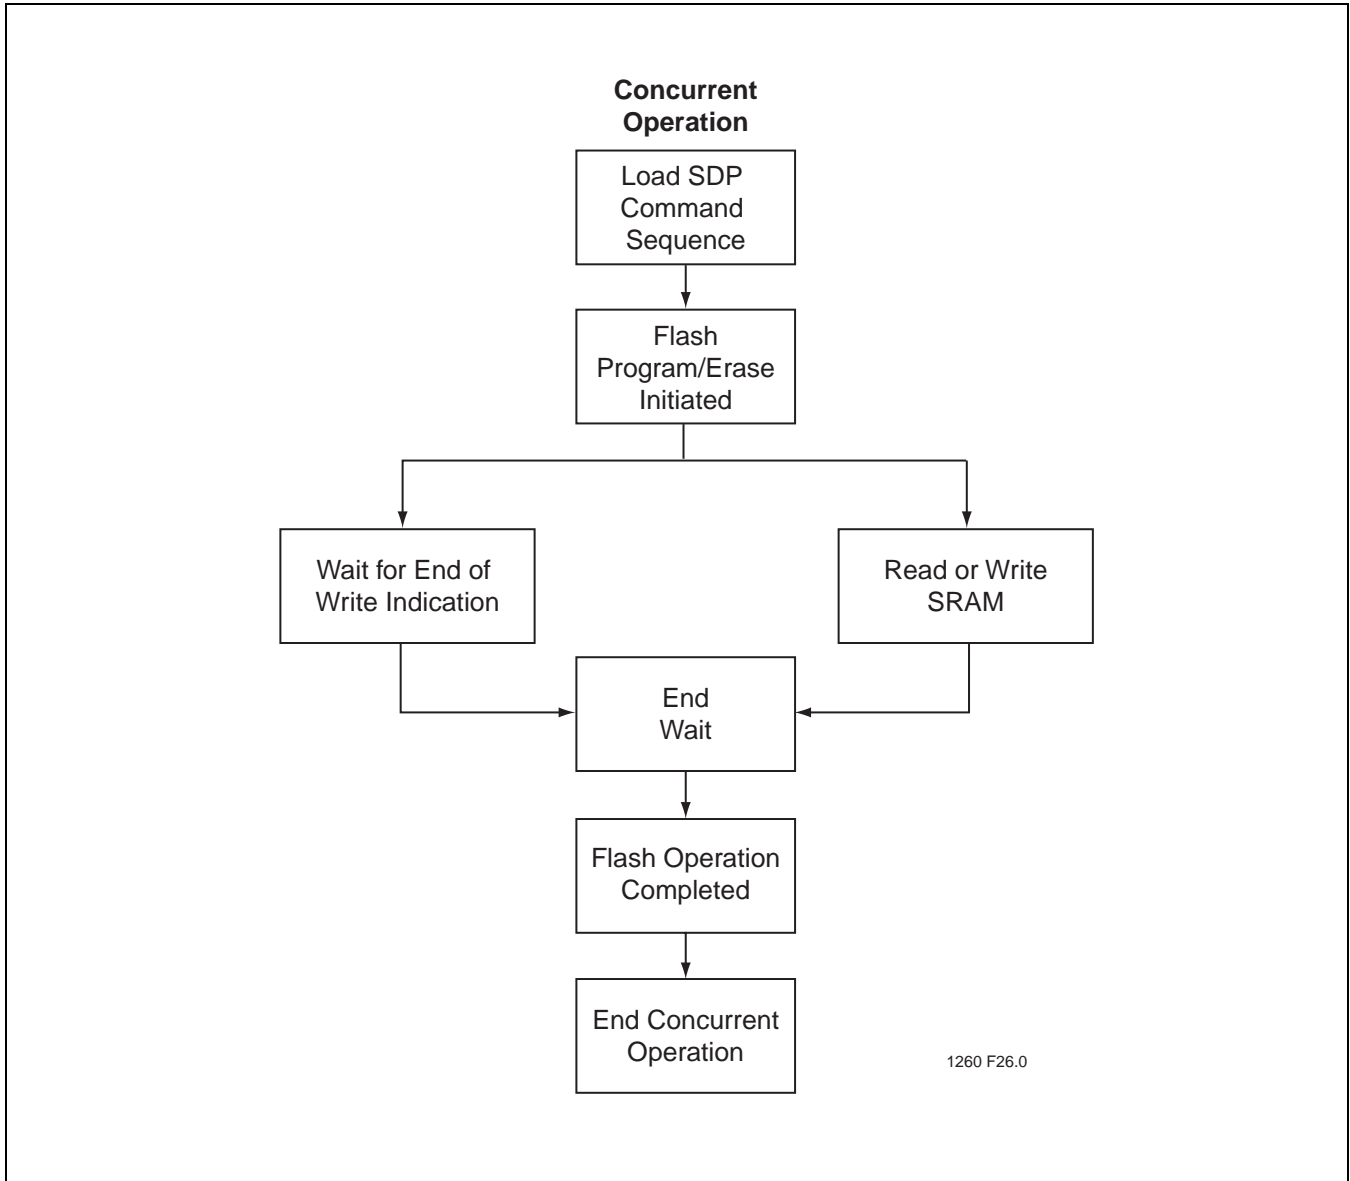 Concurrent
Operation
Load SDP
Command
Sequence
Flash
Program/Erase
Initiated
Wait for End of
Write Indication
Read or Write
SRAM
End
Wait
Flash Operation
Completed
End Concurrent
Operation
1260 F26.0